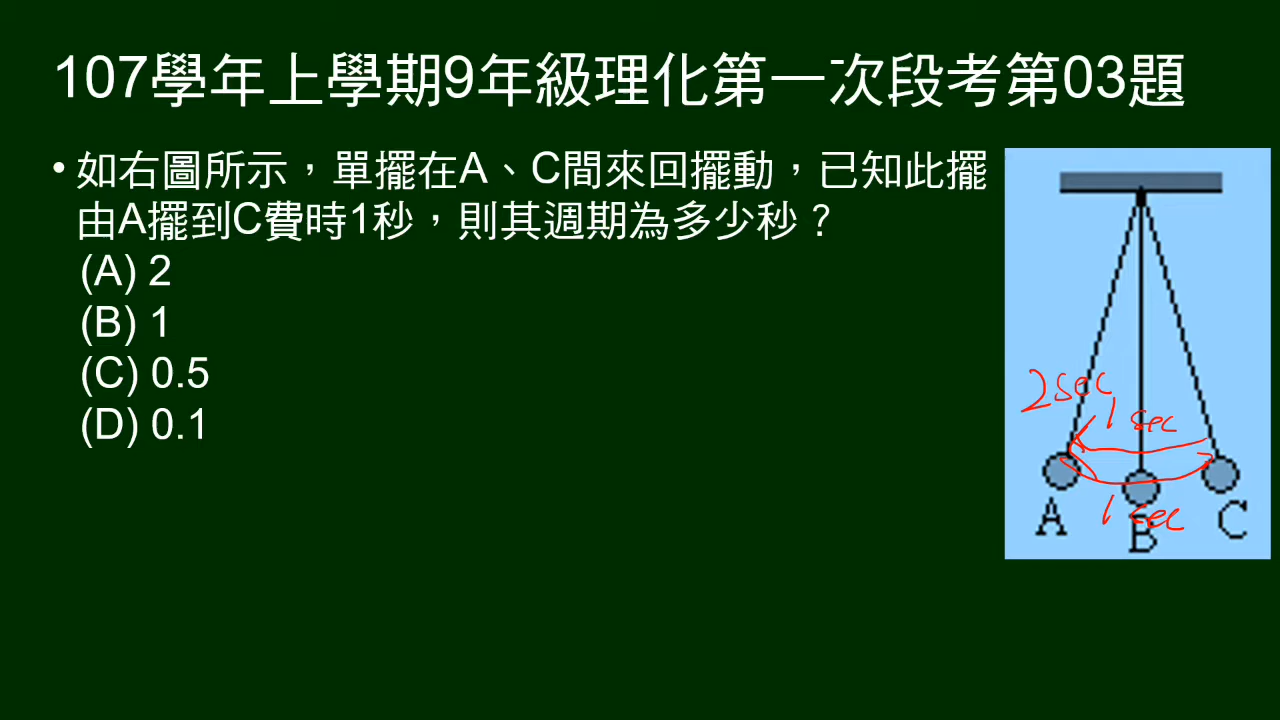 107學年上學期9年級理化第一次段考第03題
• 如右圖所示，單擺在A、C間來回擺動，已知此擺
由A擺到C費時1秒，則其週期為多少秒？
(A) 2
(B) 1
(C) 0.5
(D) 0.1
2sec
1 sec
1 sec
A B C